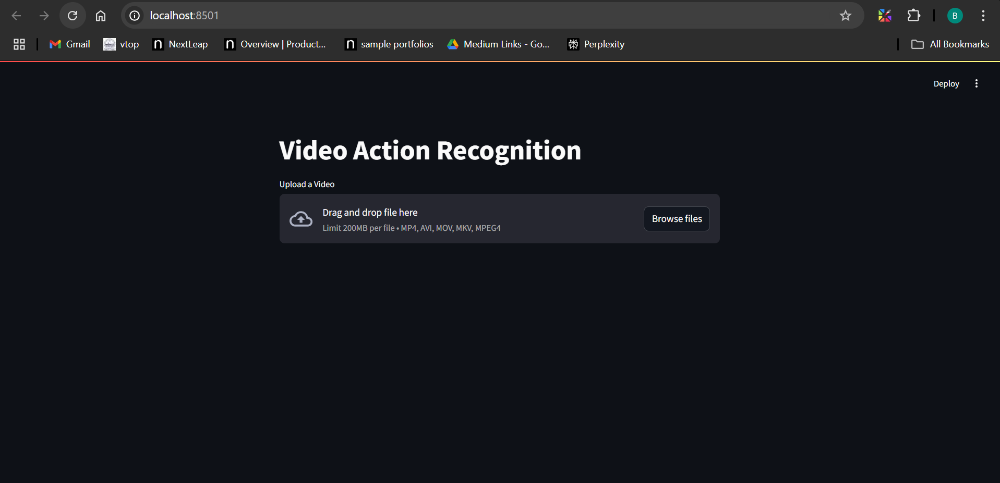 localhost:8501
B
Gmail vtop NextLeap Overview | Product... sample portfolios Medium Links - Go... Perplexity All Bookmarks
Deploy
Video Action Recognition
Upload a Video
Drag and drop file here
Limit 200MB per file • MP4, AVI, MOV, MKV, MPEG4
Browse files